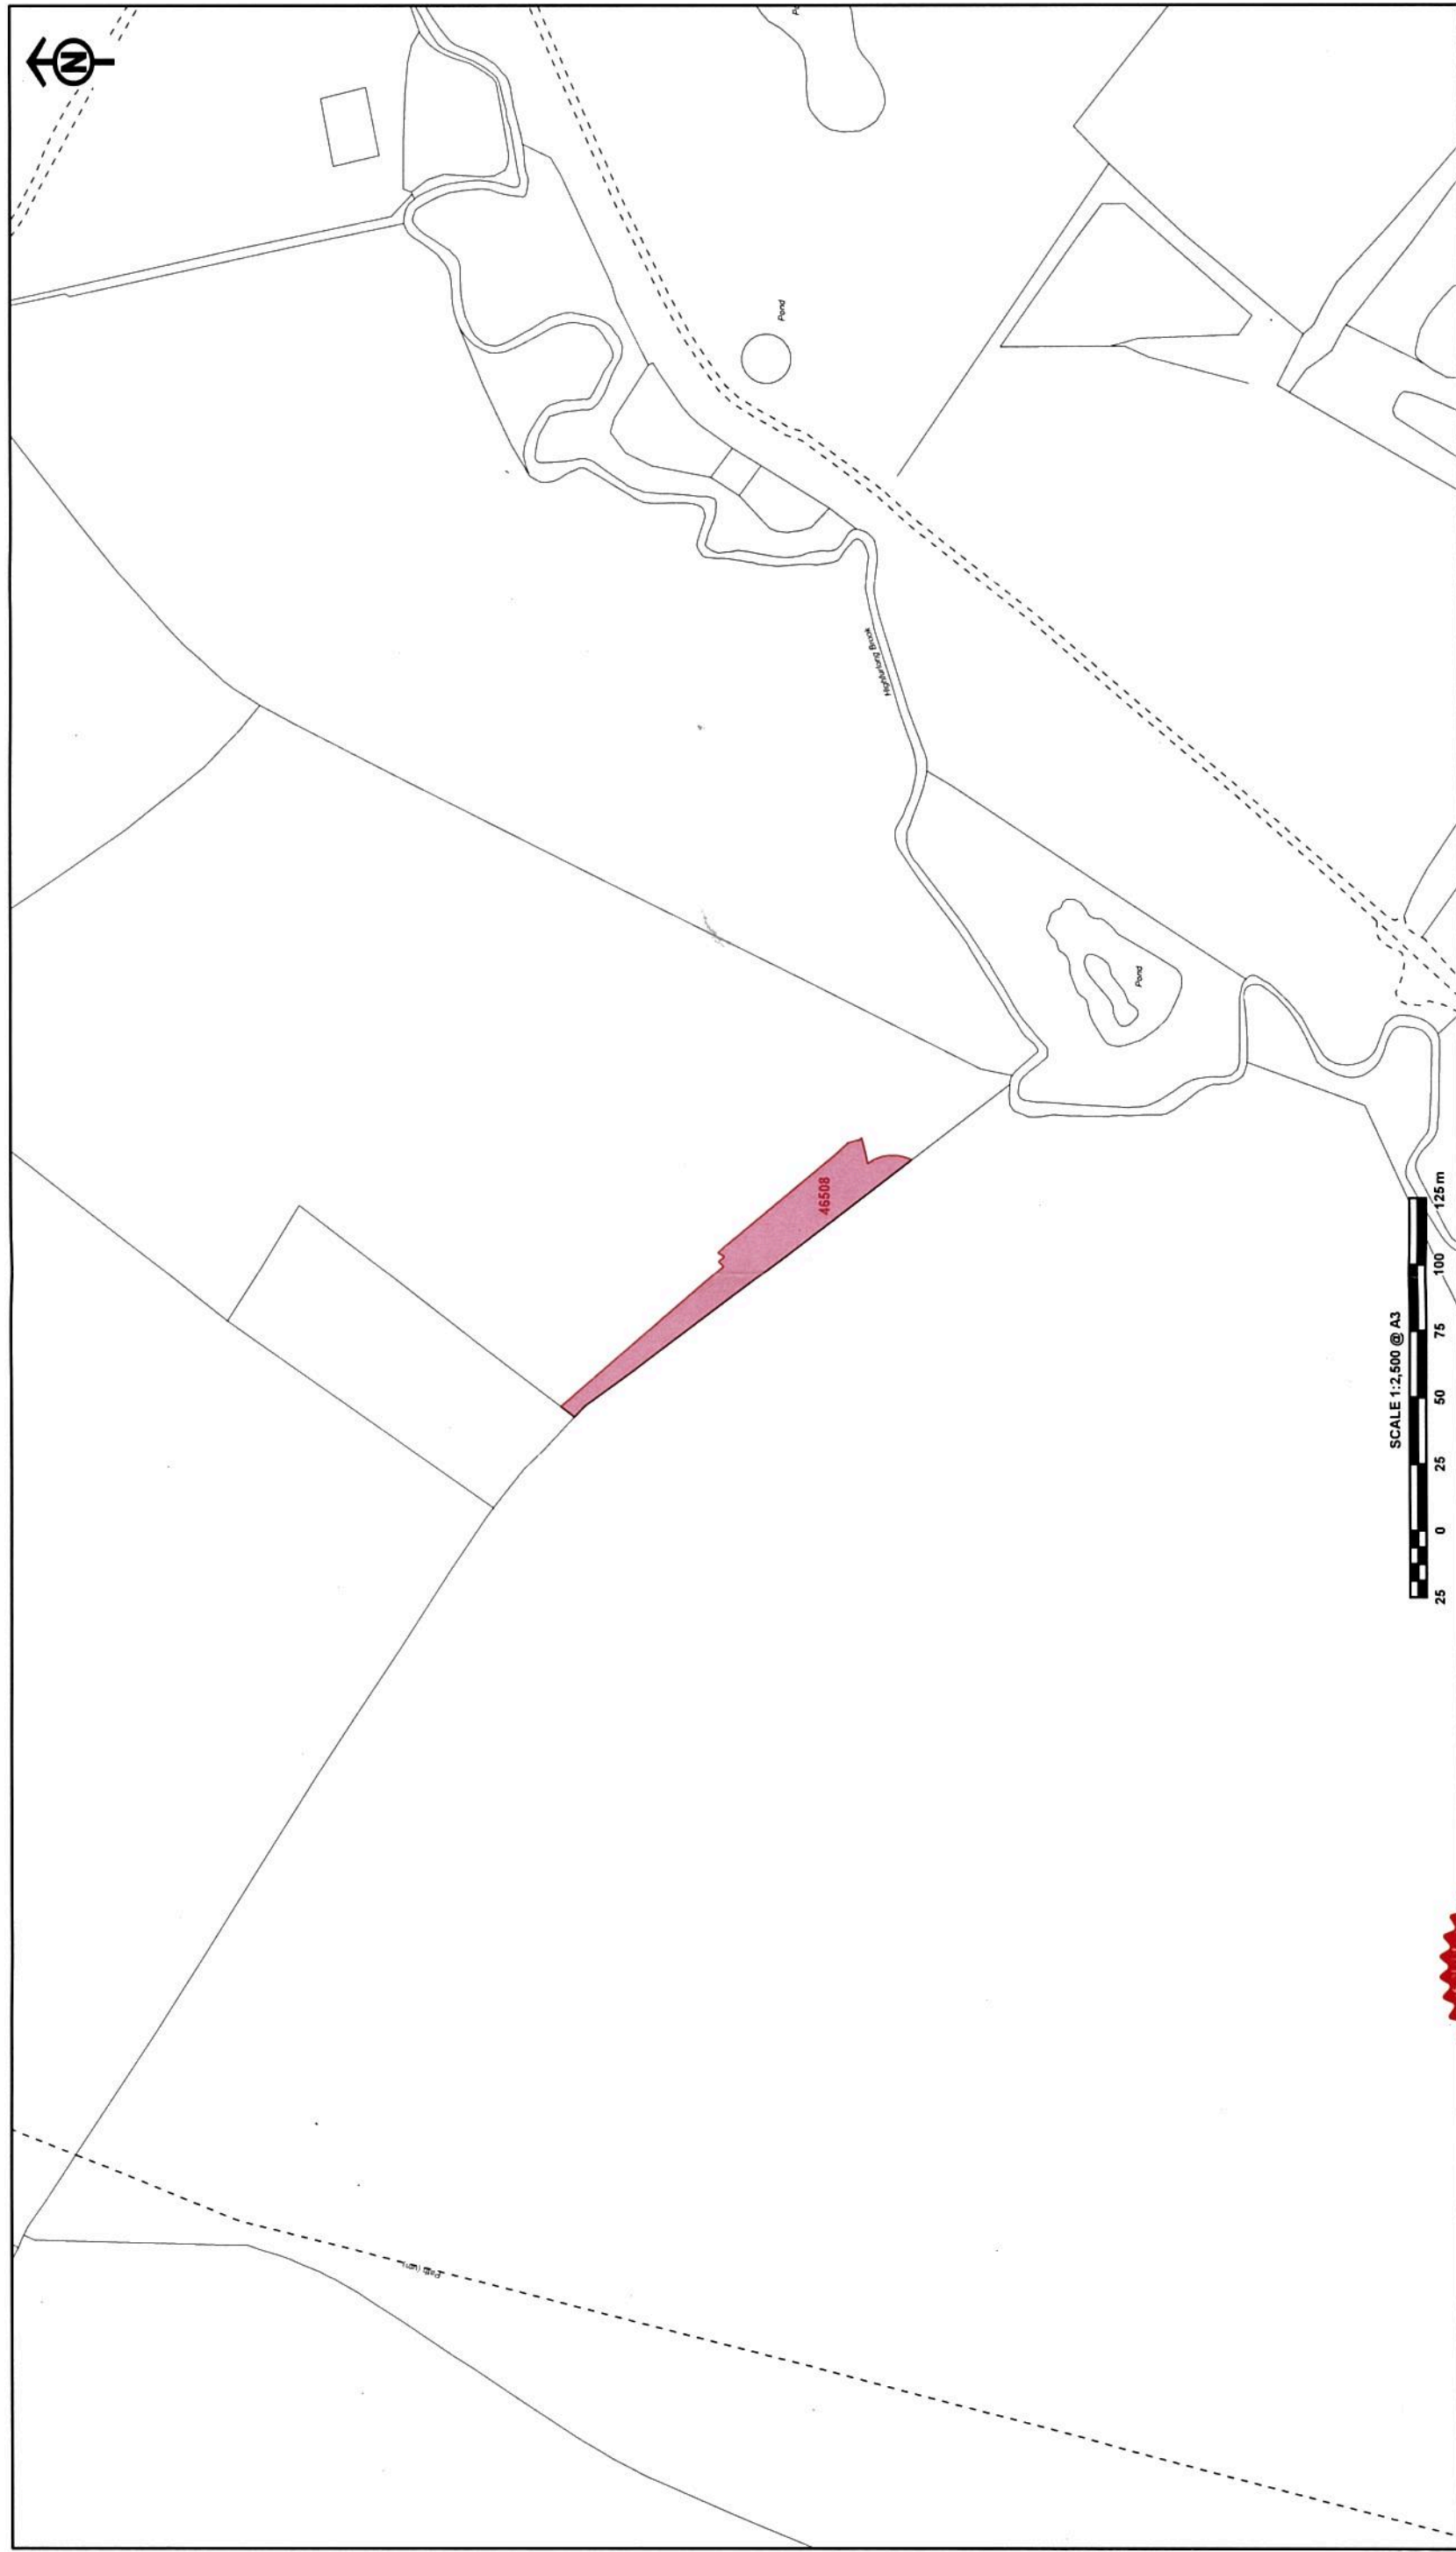 N
Pond
Highfurlong Brook
Pond
46508
Path (um)
SCALE 1:2,500 @ A3
25 0 25 50 75 100 125 m